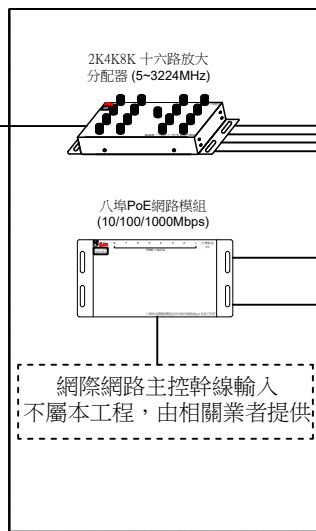 2K4K8K 十六路放大
分配器 (5~3224MHz)
八埠PoE網路模組
(10/100/1000Mbps)
網際網路主控幹線輸入
不屬本工程，由相關業者提供